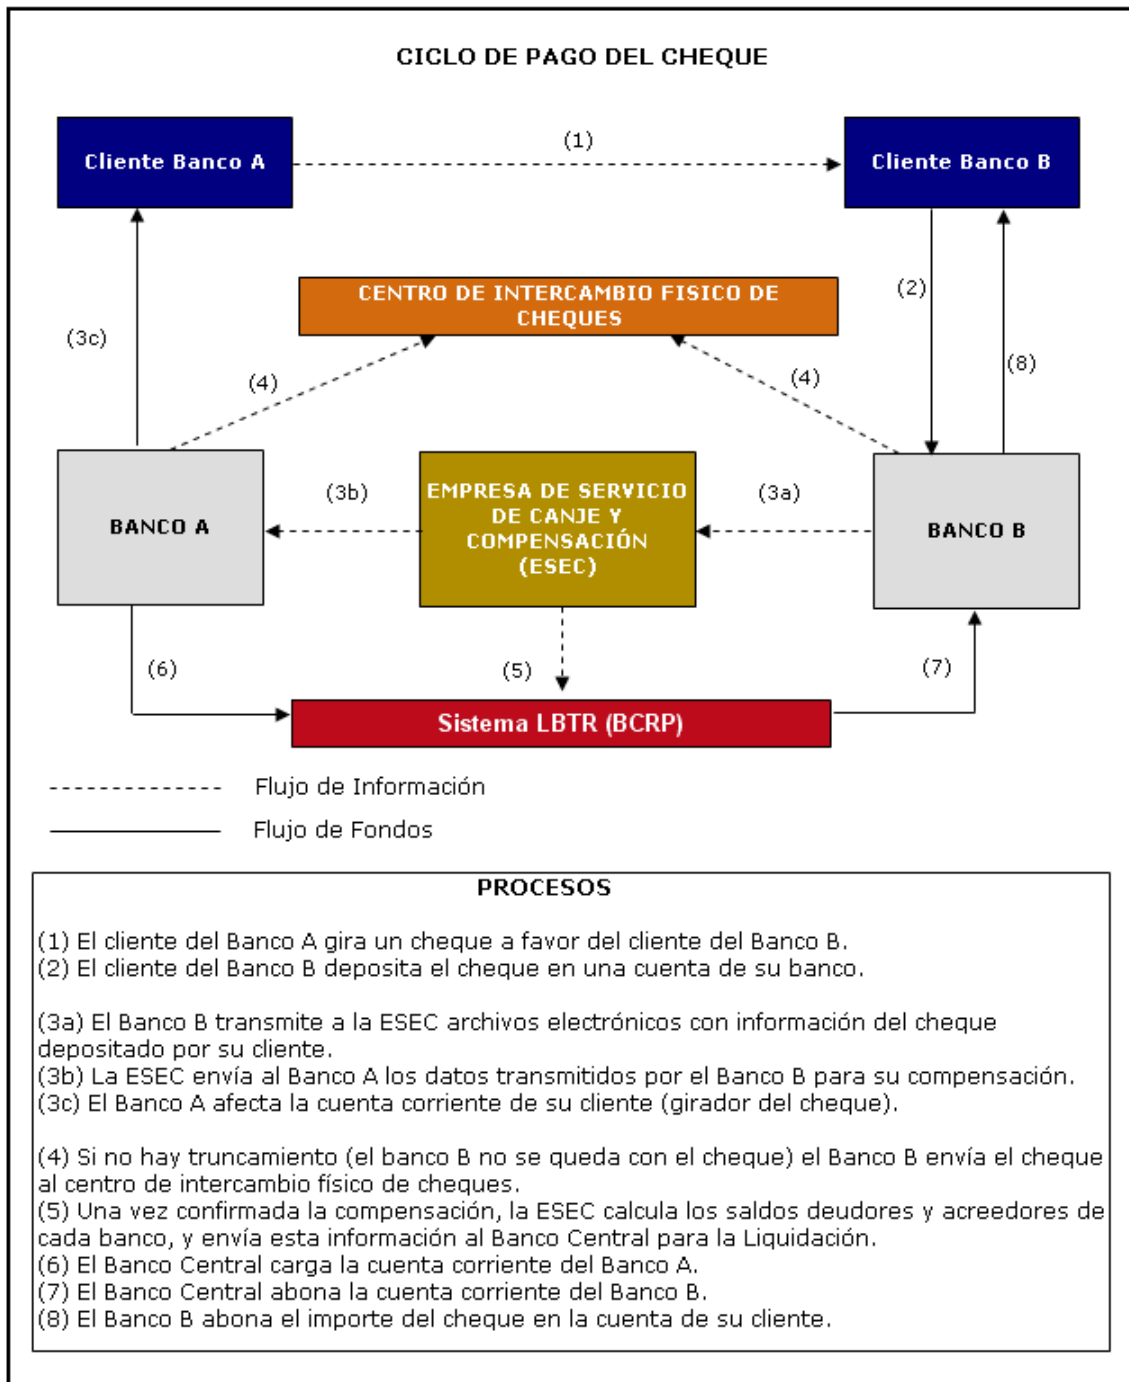 CICLO DE PAGO DEL CHEQUE
Cliente Banco A
(1)
Cliente Banco B
(2)
CENTRO DE INTERCAMBIO FISICO DE
CHEQUES
(3c)
(4)
(4)
(8)
BANCO A
(3b)
EMPRESA DE SERVICIO
DE CANJE Y
COMPENSACIÓN
(ESEC)
(3a)
BANCO B
(6)
(5)
(7)
Sistema LBTR (BCRP)
Flujo de Información
Flujo de Fondos
PROCESOS
(1) El cliente del Banco A gira un cheque a favor del cliente del Banco B.
(2) El cliente del Banco B deposita el cheque en una cuenta de su banco.
(3a) El Banco B transmite a la ESEC archivos electrónicos con información del cheque
depositado por su cliente.
(3b) La ESEC envía al Banco A los datos transmitidos por el Banco B para su compensación.
(3c) El Banco A afecta la cuenta corriente de su cliente (girador del cheque).
(4) Si no hay truncamiento (el banco B no se queda con el cheque) el Banco B envía el cheque
al centro de intercambio físico de cheques.
(5) Una vez confirmada la compensación, la ESEC calcula los saldos deudores y acreedores de
cada banco, y envía esta información al Banco Central para la Liquidación.
(6) El Banco Central carga la cuenta corriente del Banco A.
(7) El Banco Central abona la cuenta corriente del Banco B.
(8) El Banco B abona el importe del cheque en la cuenta de su cliente.